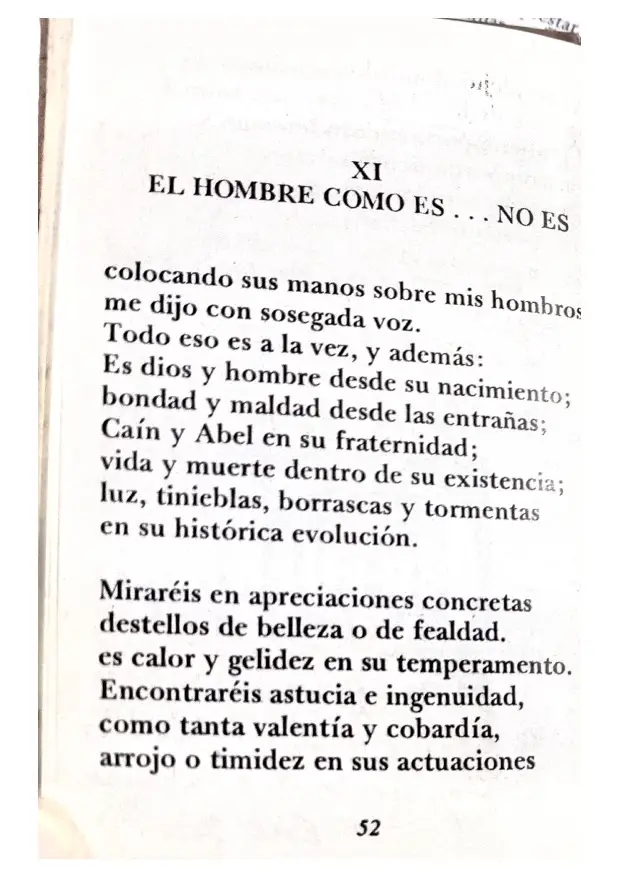 XI
EL HOMBRE COMO ES . . . NO ES
colocando sus manos sobre mis hombros
me dijo con sosegada voz.
Todo eso es a la vez, y además:
Es dios y hombre desde su nacimiento;
bondad y maldad desde las entrañas;
Caín y Abel en su fraternidad;
vida y muerte dentro de su existencia;
luz, tinieblas, borrascas y tormentas
en su histórica evolución.
Miraréis en apreciaciones concretas
destellos de belleza o de fealdad.
es calor y gelidez en su temperamento.
Encontraréis astucia e ingenuidad,
como tanta valentía y cobardía,
arrojo o timidez en sus actuaciones
52